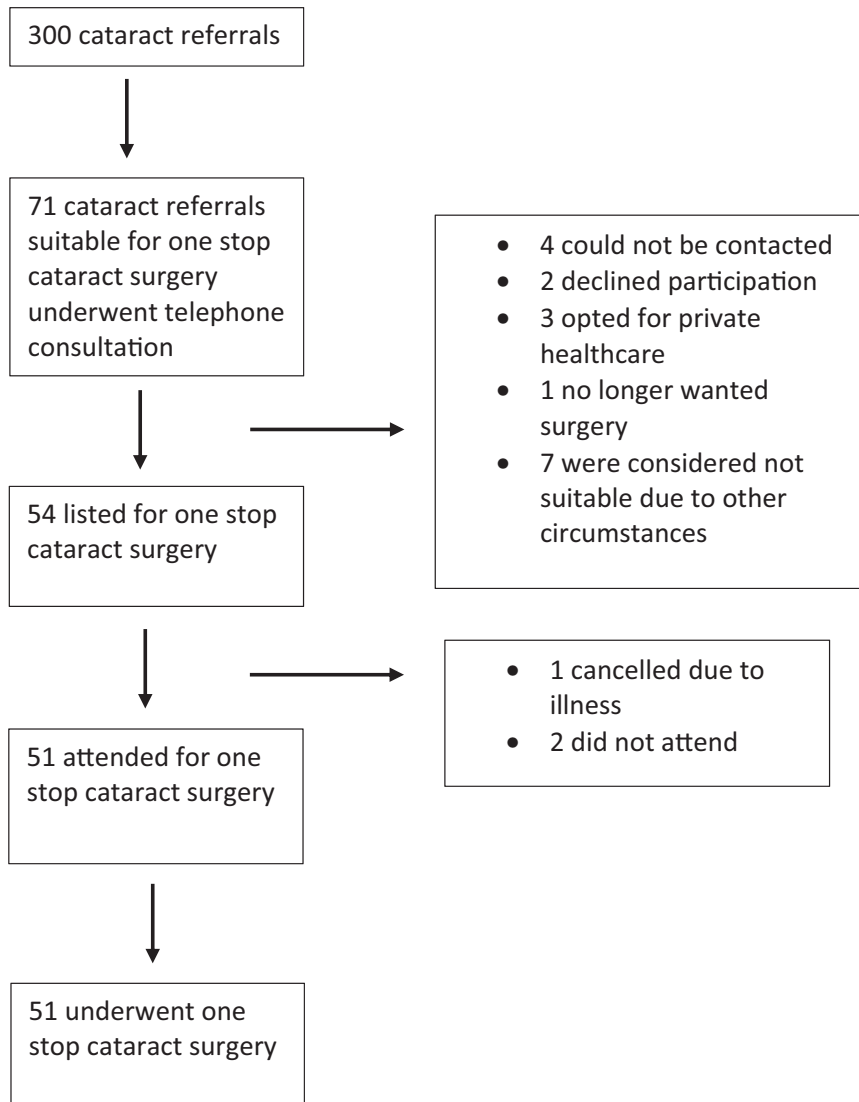 300 cataract referrals
71 cataract referrals
suitable for one stop
cataract surgery
underwent telephone
consultation
• 4 could not be contacted
• 2 declined participation
• 3 opted for private
healthcare
• 1 no longer wanted
surgery
• 7 were considered not
suitable due to other
circumstances
54 listed for one stop
cataract surgery
• 1 cancelled due to
illness
• 2 did not attend
51 attended for one
stop cataract surgery
51 underwent one
stop cataract surgery